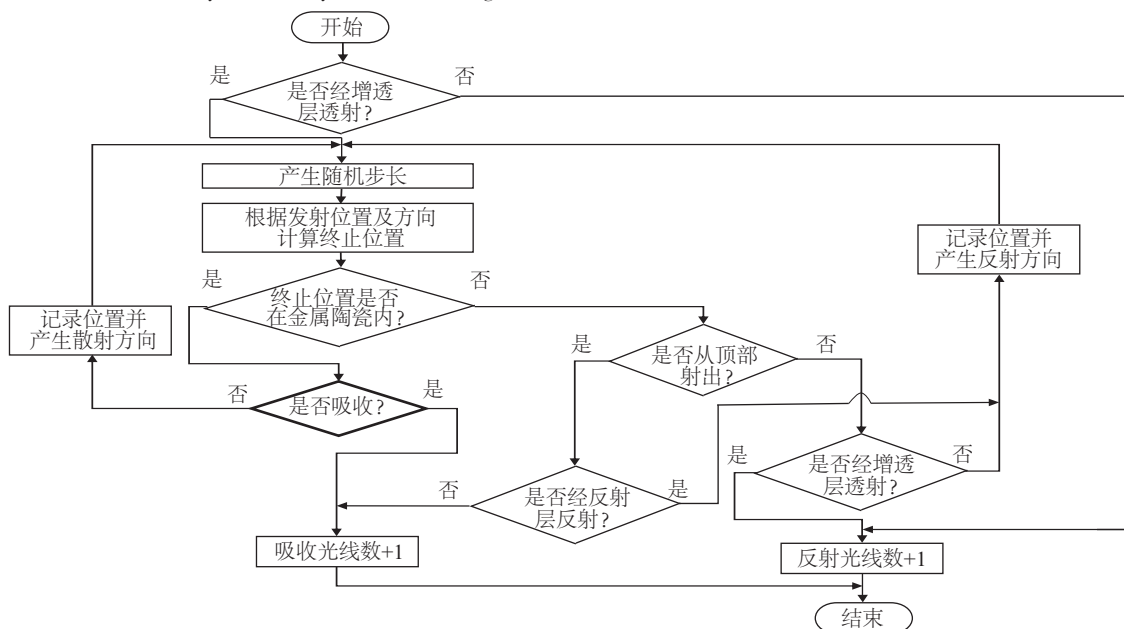 开始
是
否
是否经增透
层透射?
产生随机步长
根据发射位置及方向
计算终止位置
记录位置并
产生反射方向
是
否
终止位置是否
在金属陶瓷内?
记录位置并
产生散射方向
是
是否从顶部
射出?
否
否
是否吸收?
是
否
是否经反射
层反射?
是
是
是否经增透
层透射?
否
吸收光线数+1
反射光线数+1
结束